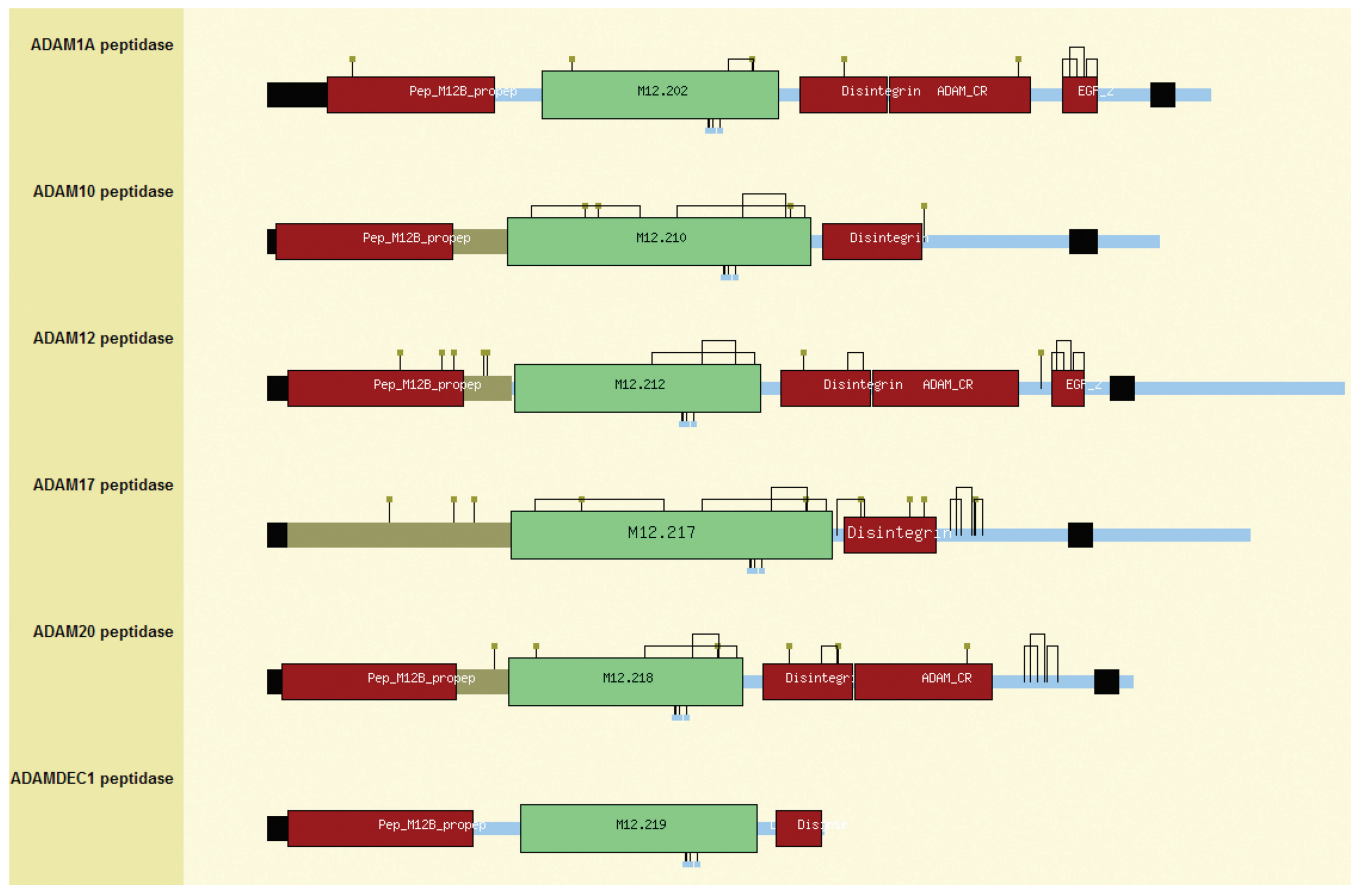 ADAM1A peptidase
Pep_M12B_propep M12.202 Disintegrin ADAM_CR EGF_2
ADAM10 peptidase
Pep_M12B_propep M12.210 Disintegrin
ADAM12 peptidase
Pep_M12B_propep M12.212 Disintegrin ADAM_CR EGF_2
ADAM17 peptidase
M12.217 Disintegrin
ADAM20 peptidase
Pep_M12B_propep M12.218 Disintegri ADAM_CR
ADAMDEC1 peptidase
Pep_M12B_propep M12.219